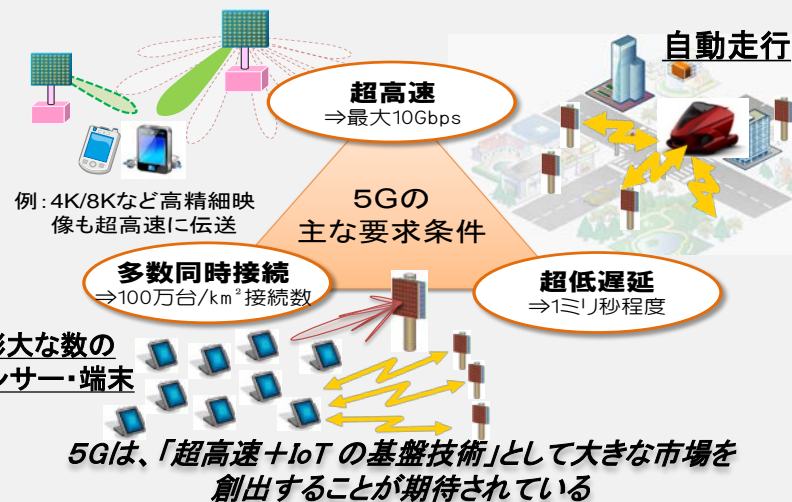 自動走行
超高速
⇒最大10Gbps
例：4K/8Kなど高精細映
像も超高速に伝送
5Gの
主な要求条件
多数同時接続
⇒100万台/km²接続数
超低遅延
⇒1ミリ秒程度
大な数の
ンサー・端末
5Gは、「超高速＋IoT の基盤技術」として大きな市場を
創出することが期待されている